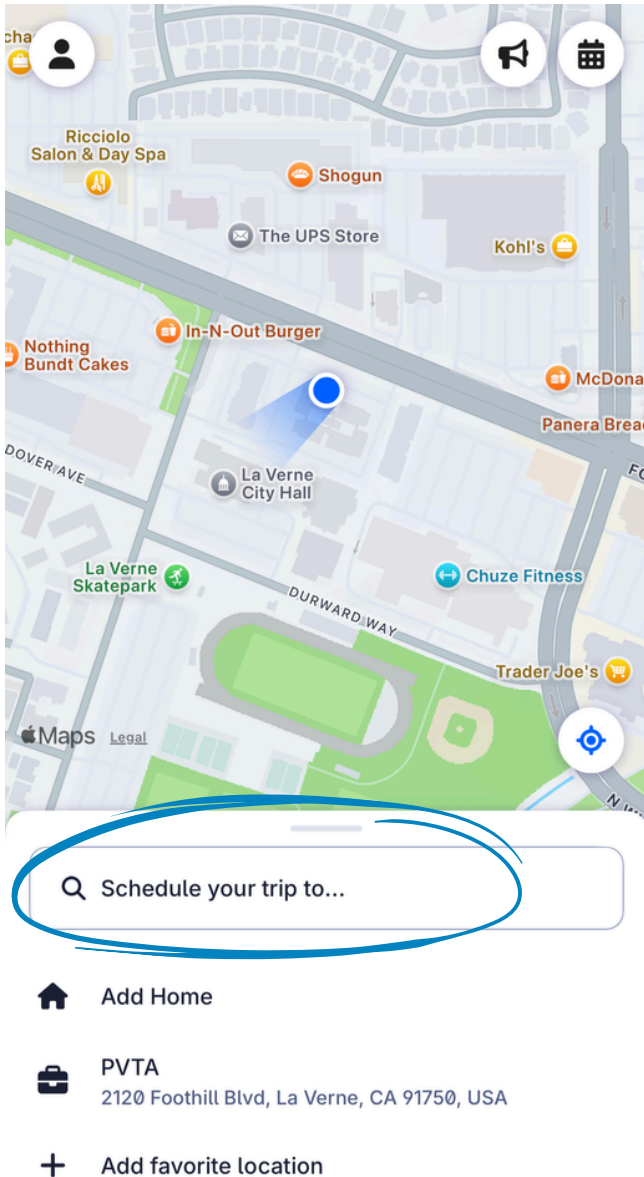 Ricciolo
Salon & Day Spa
Shogun
The UPS Store
Kohl's
In-N-Out Burger
Nothing
Bundt Cakes
McDona
Panera Brea
DOVER AVE
La Verne
City Hall
La Verne
Skatepark
Chuze Fitness
DURWARD WAY
Trader Joe's
Maps Legal
Schedule your trip to...
Add Home
PVTA
2120 Foothill Blvd, La Verne, CA 91750, USA
Add favorite location